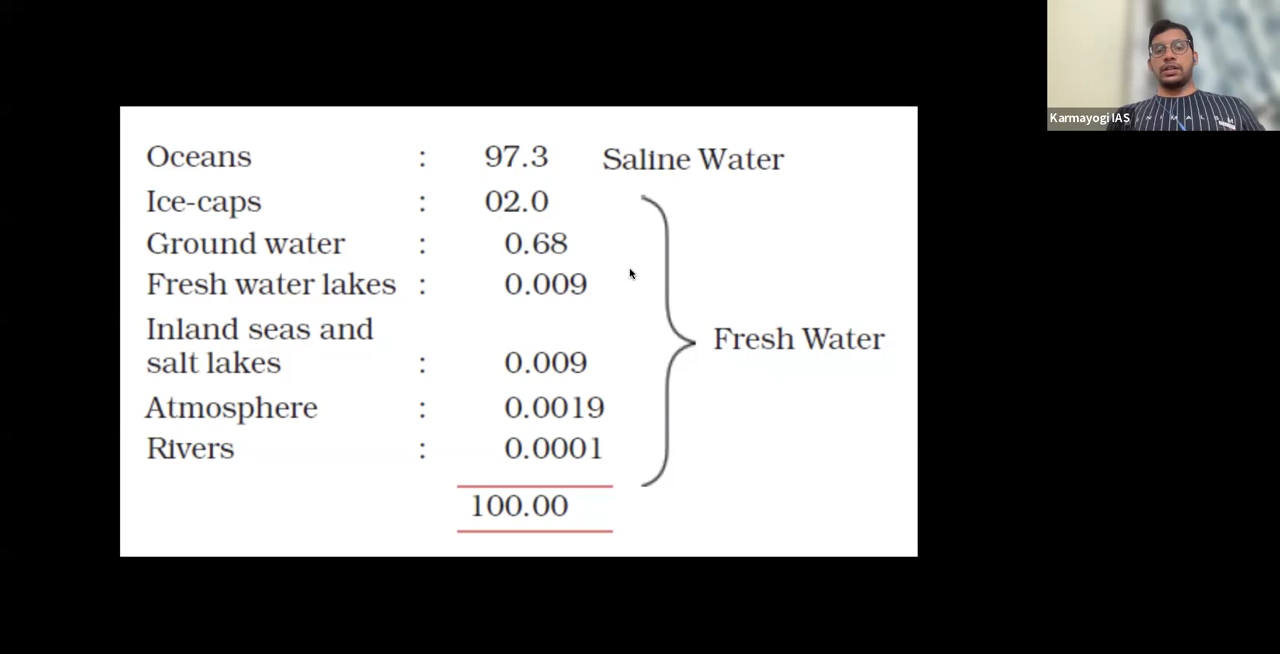 Karmayogi IAS
Oceans : 97.3 Saline Water
Ice-caps : 02.0
Ground water : 0.68
Fresh water lakes : 0.009
Inland seas and
salt lakes : 0.009
Fresh Water
Atmosphere : 0.0019
Rivers : 0.0001
100.00